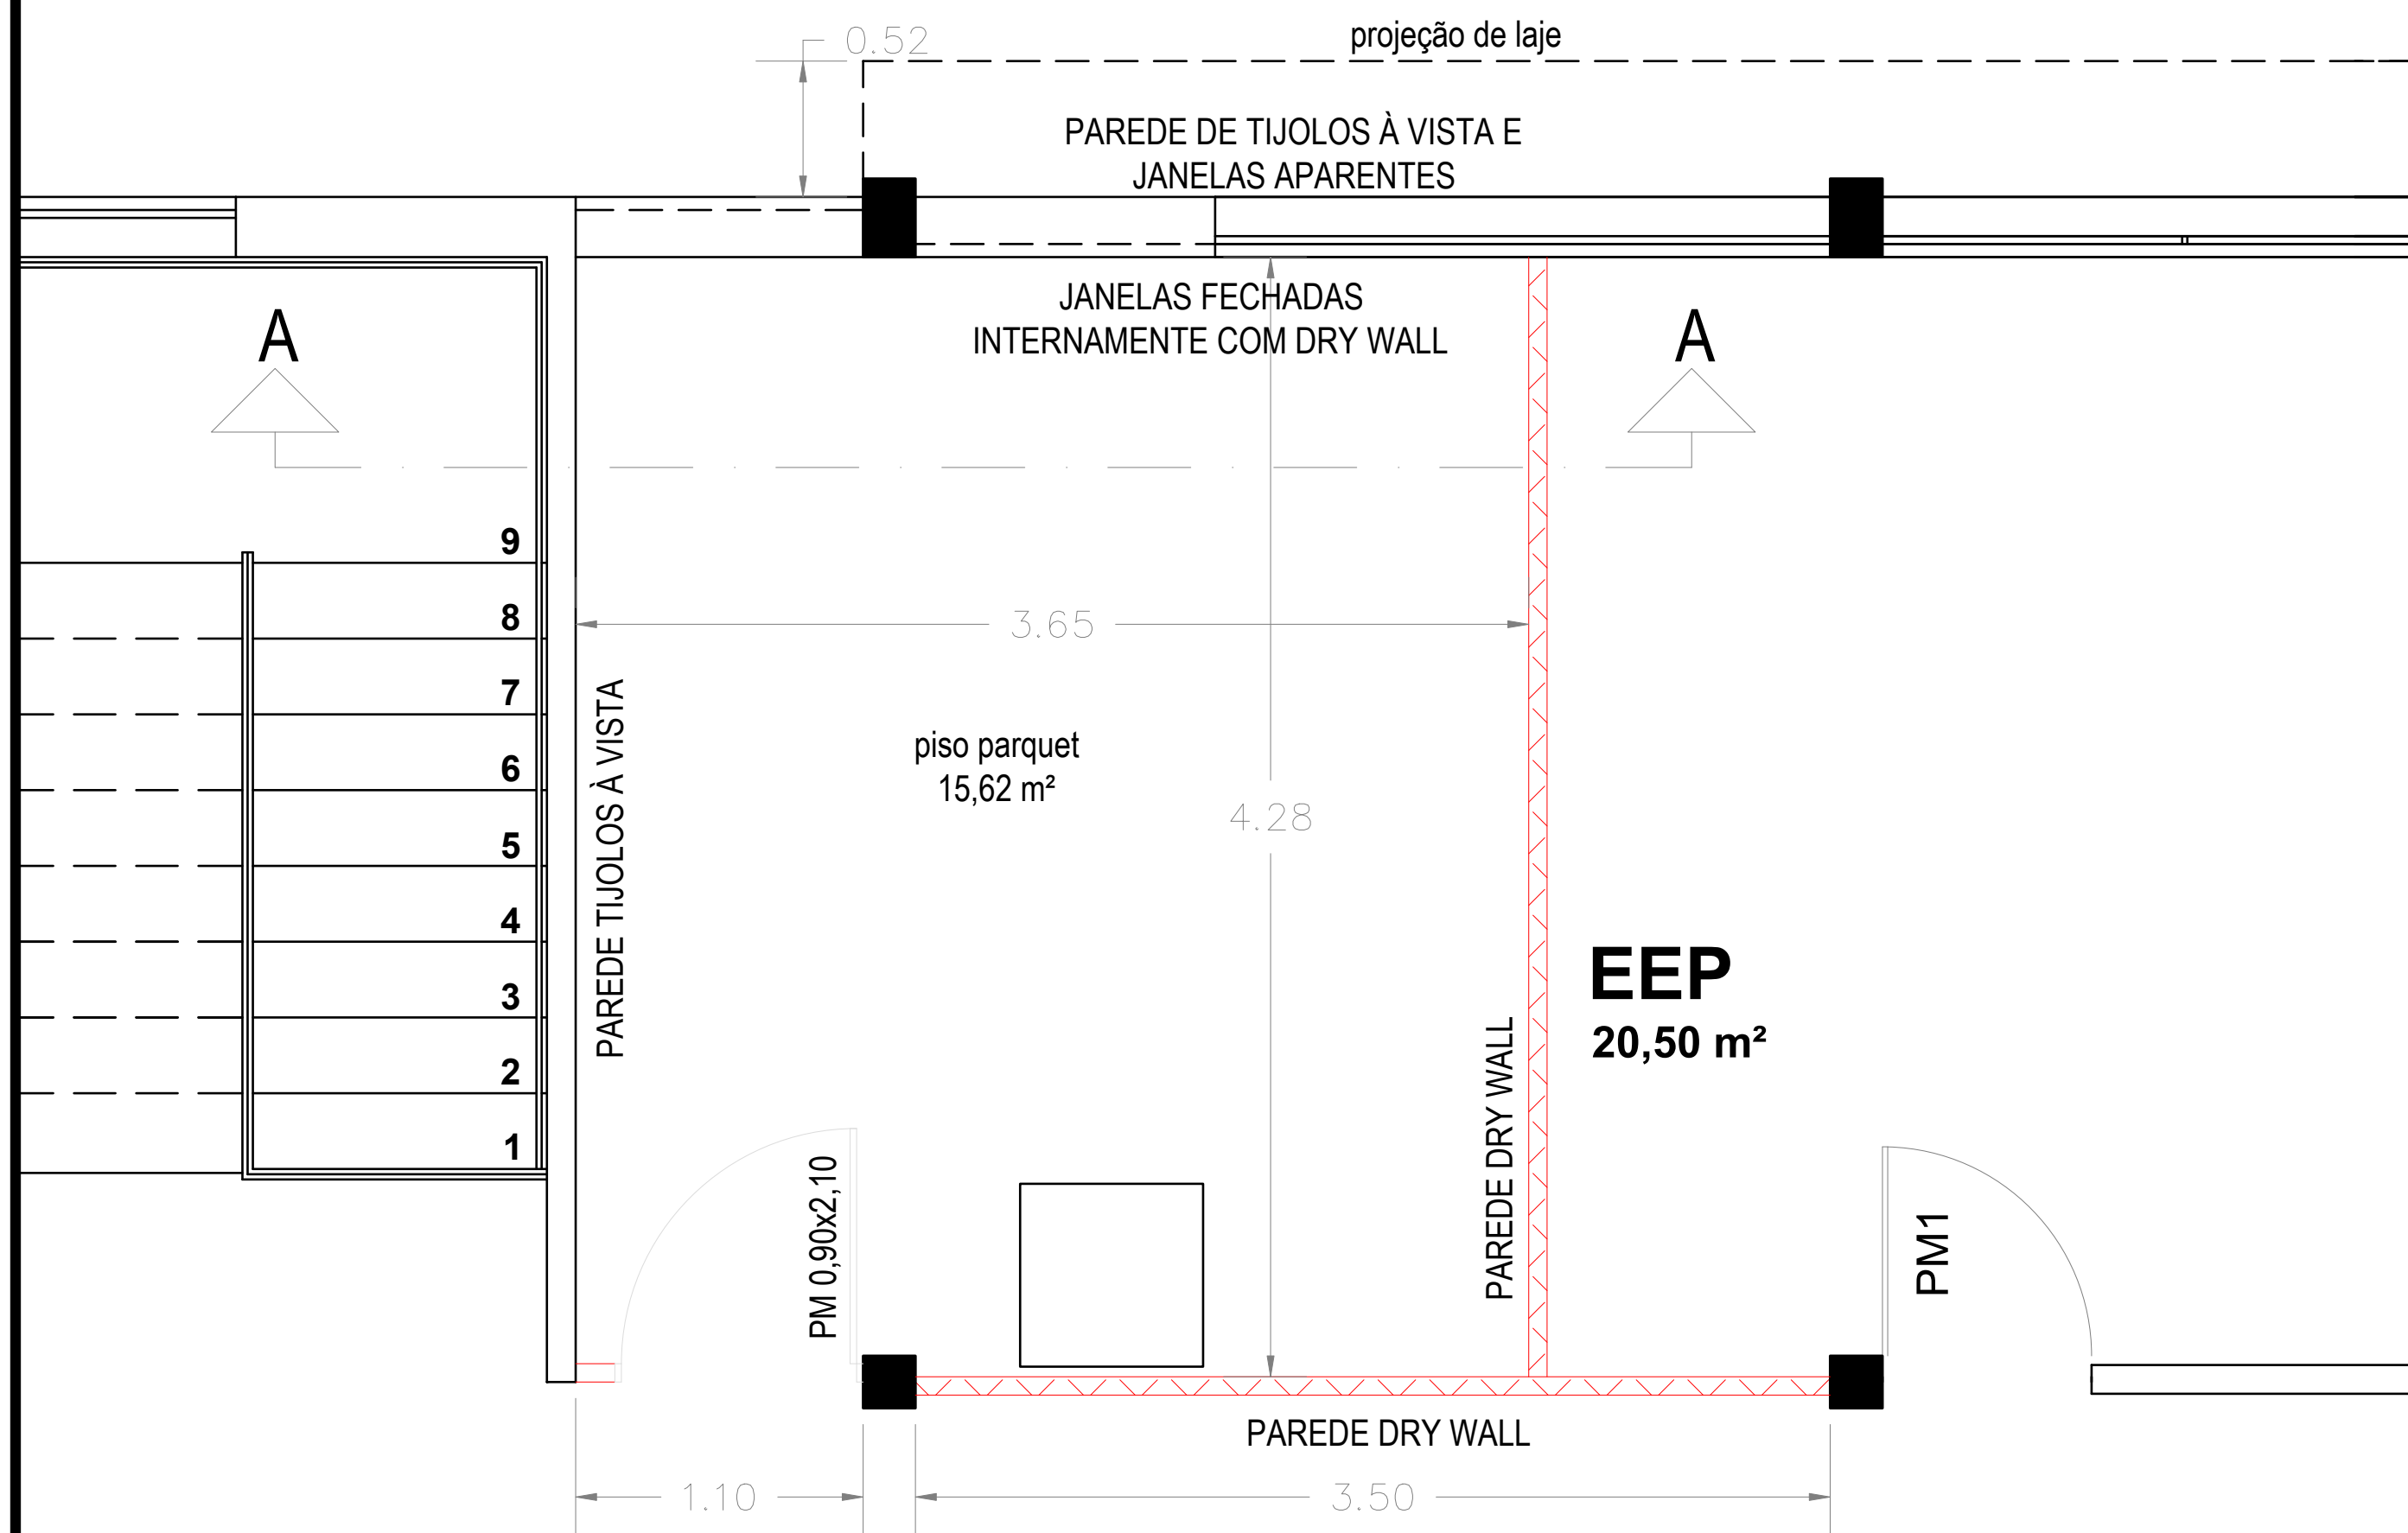 0.52
projeção de laje
PAREDE DE TIJOLOS À VISTA E
JANELAS APARENTES
JANELAS FECHADAS
INTERNAMENTE COM DRY WALL
A
A
9
8
7
6
5
4
3
2
1
PAREDE TIJOLOS À VISTA
3.65
piso parquet
15,62 m²
4.28
EEP
20,50 m²
PAREDE DRY WALL
PM 0,90x2,10
PM1
PAREDE DRY WALL
1.10
3.50